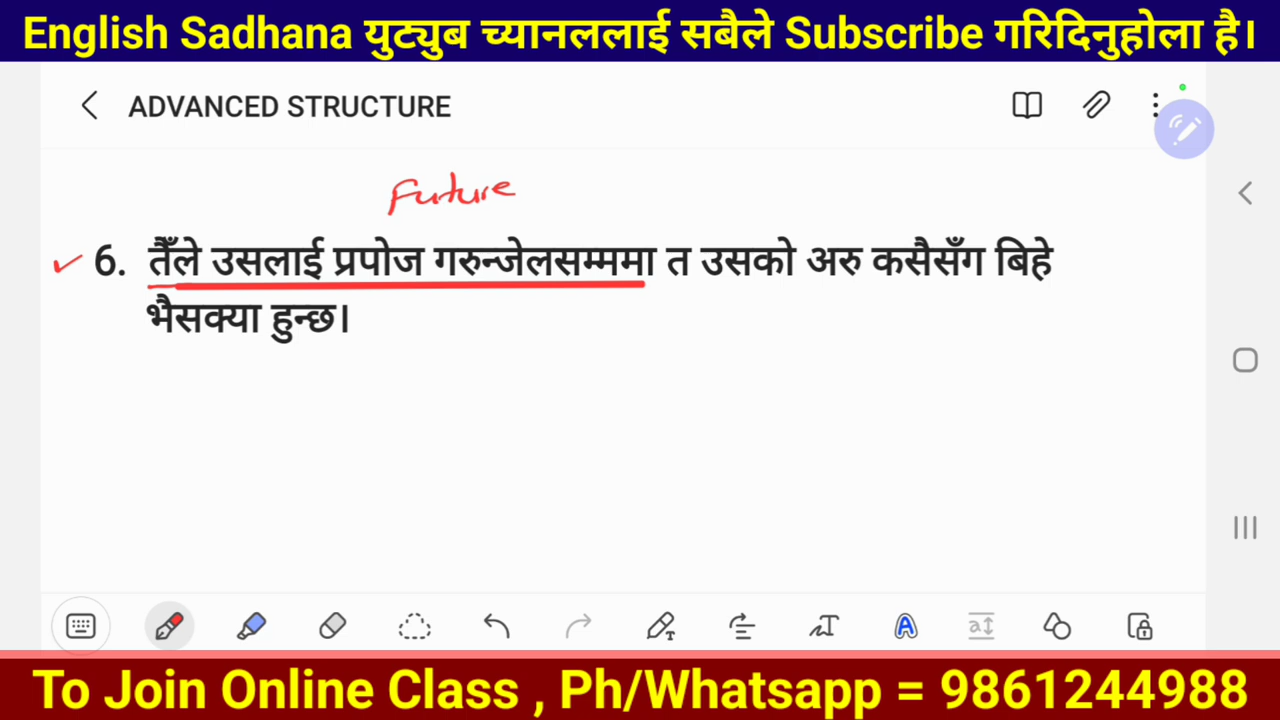 English Sadhana युट्युब च्यानललाई सबैले Subscribe गरिदिनुहोला है।
ADVANCED STRUCTURE
Future
6. तैँले उसलाई प्रपोज गरुन्जेलसम्ममा त उसको अरु कसैसँग बिहे
भैसक्या हुन्छ।
To Join Online Class , Ph/Whatsapp = 9861244988